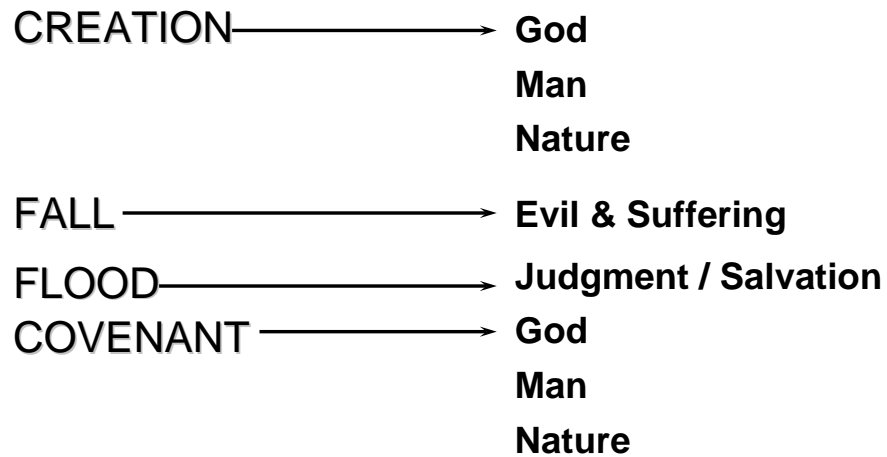 CREATION God
Man
Nature
FALL Evil & Suffering
FLOOD Judgment / Salvation
COVENANT God
Man
Nature